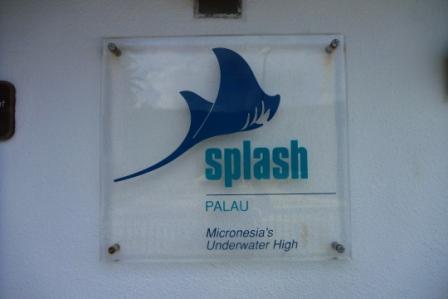 splash
PALAU
Micronesia's
Underwater High